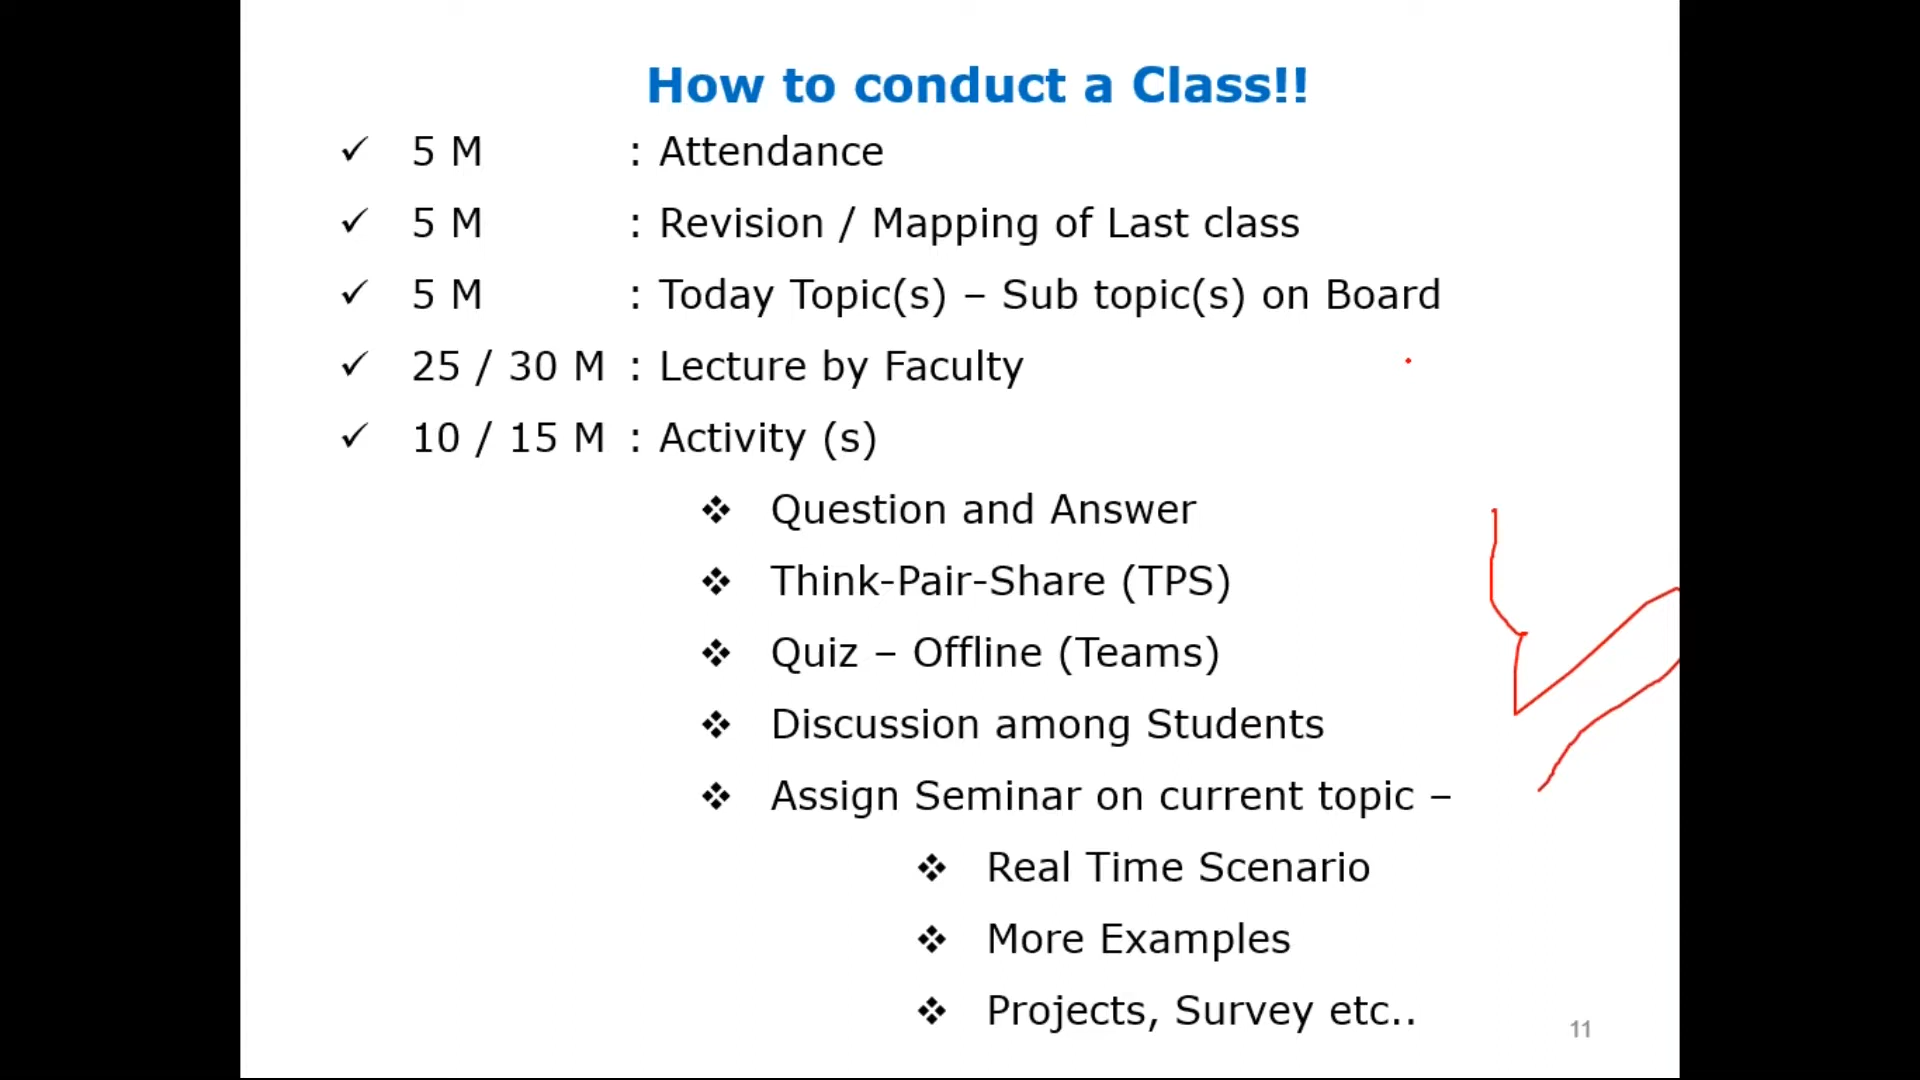 How to conduct a Class!!
✓ 5 M : Attendance
✓ 5 M : Revision / Mapping of Last class
✓ 5 M : Today Topic(s) – Sub topic(s) on Board
✓ 25 / 30 M : Lecture by Faculty
✓ 10 / 15 M : Activity (s)
❖ Question and Answer
❖ Think-Pair-Share (TPS)
❖ Quiz – Offline (Teams)
❖ Discussion among Students
❖ Assign Seminar on current topic –
❖ Real Time Scenario
❖ More Examples
❖ Projects, Survey etc..
11